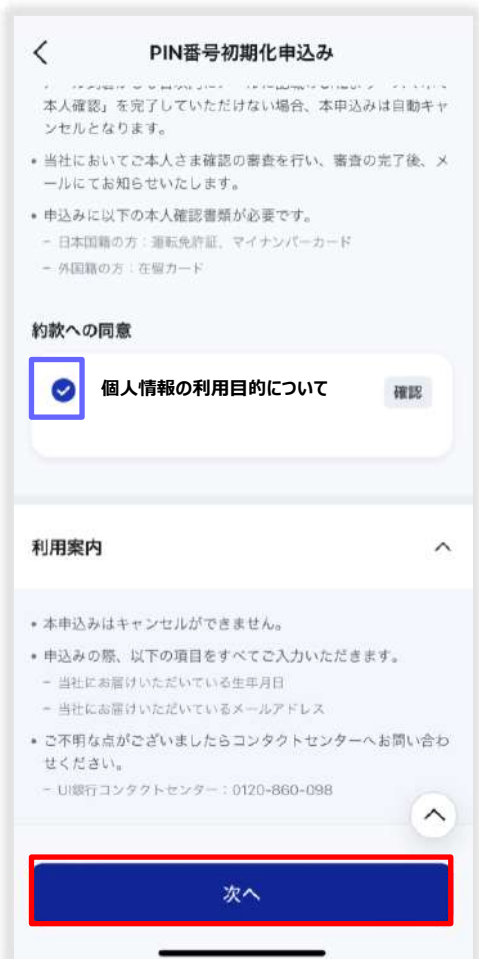 PIN番号初期化申込み
本人確認」を完了していただけない場合、本申込みは自動キャ
ンセルとなります。
• 当社においてご本人さま確認の審査を行い、審査の完了後、メ
ールにてお知らせいたします。
• 申込みに以下の本人確認書類が必要です。
− 日本国籍の方：運転免許証、マイナンバーカード
− 外国籍の方：在留カード
約款への同意
個人情報の利用目的について 確認
利用案内
• 本申込みはキャンセルができません。
• 申込みの際、以下の項目をすべてご入力いただきます。
− 当社にお届けいただいている生年月日
− 当社にお届けいただいているメールアドレス
• ご不明な点がございましたらコンタクトセンターへお問い合わ
せください。
− UI銀行コンタクトセンター：0120-860-098
次へ